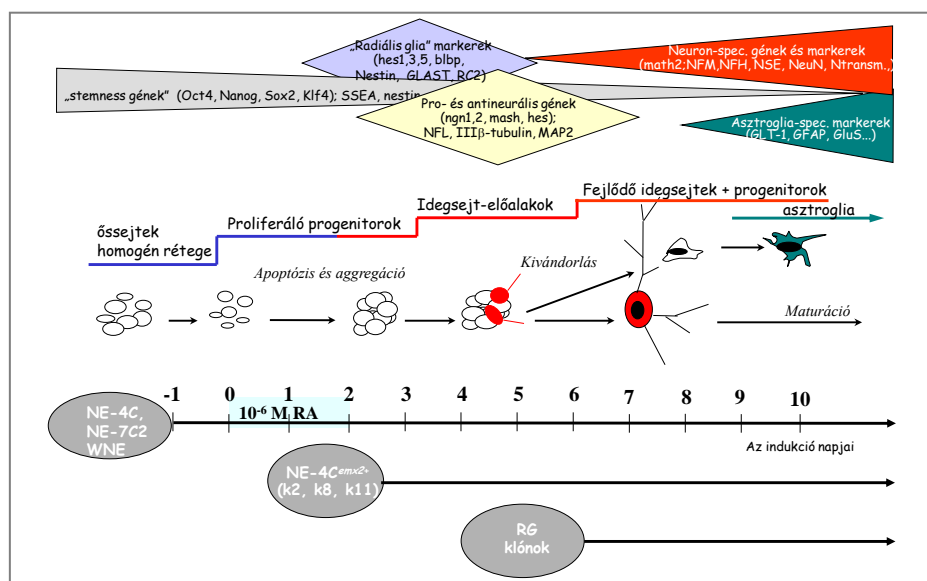 „Radiális glia” markerek
(hes1,3,5, blbp,
Nestin, GLAST, RC2)
Neuron-spec. gének és markerek
(math2;NFM,NFH, NSE, NeuN, Ntransm.,)
„stemness gének” (Oct4, Nanog, Sox2, Klf4); SSEA, nestin
Pro- és antineurális gének
(ngn1,2, mash, hes);
NFL, IIIβ-tubulin, MAP2
Asztroglia-spec. markerek
(GLT-1, GFAP, GluS...)
őssejtek
homogén rétege
Proliferáló progenitorok
Idegsejt-előalakok
Fejlődő idegsejtek + progenitorok
asztroglia
Apoptózis és aggregáció
Kivándorlás
Maturáció
-1 0 1 2 3 4 5 6 7 8 9 10
10⁻⁶ M RA
NE-4C,
NE-7C2
WNE
Az indukció napjai
NE-4Cemx2+
(k2, k8, k11)
RG
klónok